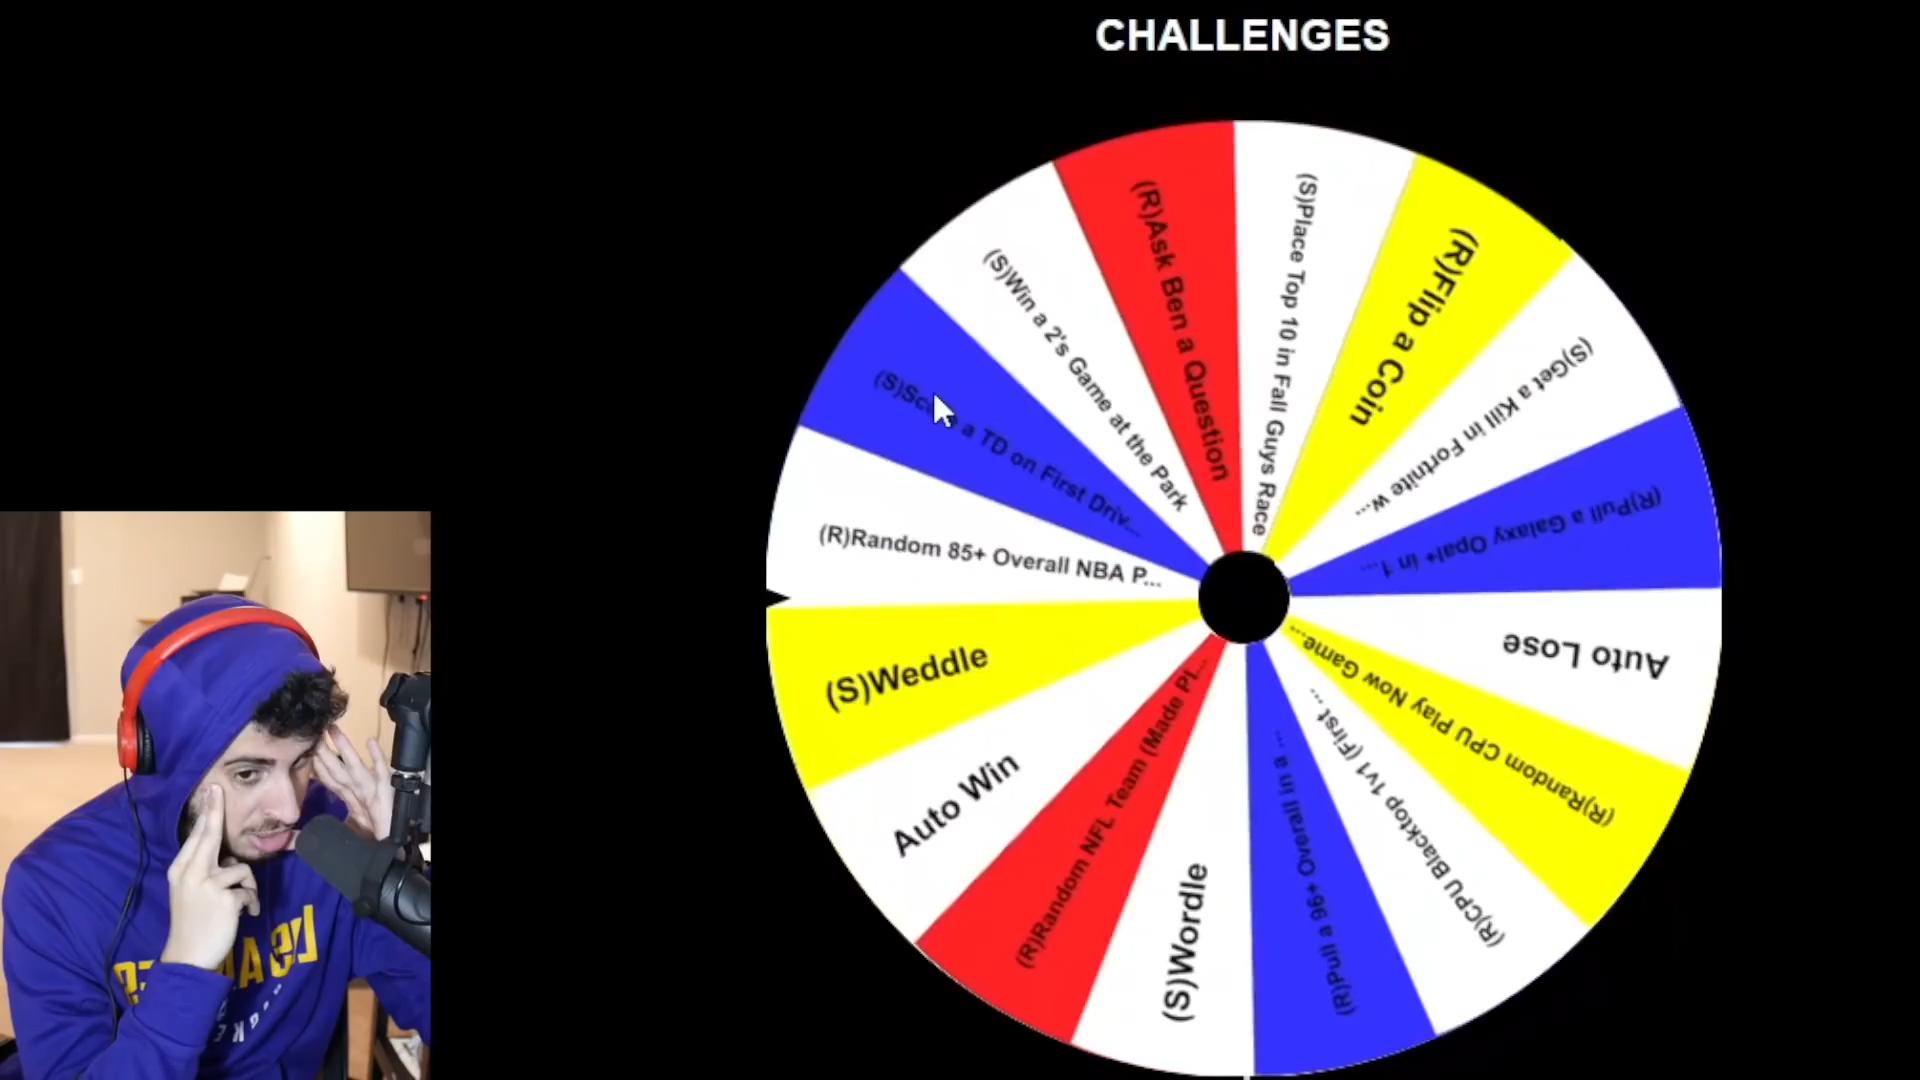 CHALLENGES
(S)Place Top 10 in Fall Guys Race
(R)Flip a Coin
(S)Get a Kill in Fortnite w...
(R)Pull a Galaxy Opal+ in 1...
Auto Lose
(R)Random CPU Play Now Game...
(R)CPU Blacktop 1v1 (First ...
(R)Pull a 96+ Overall in a ...
(S)Wordle
(R)Random NFL Team (Made Pl...
Auto Win
(S)Weddle
(R)Random 85+ Overall NBA P...
a TD on First Driv...
(S)Win a 2's Game at the Park
(R)Ask Ben a Question